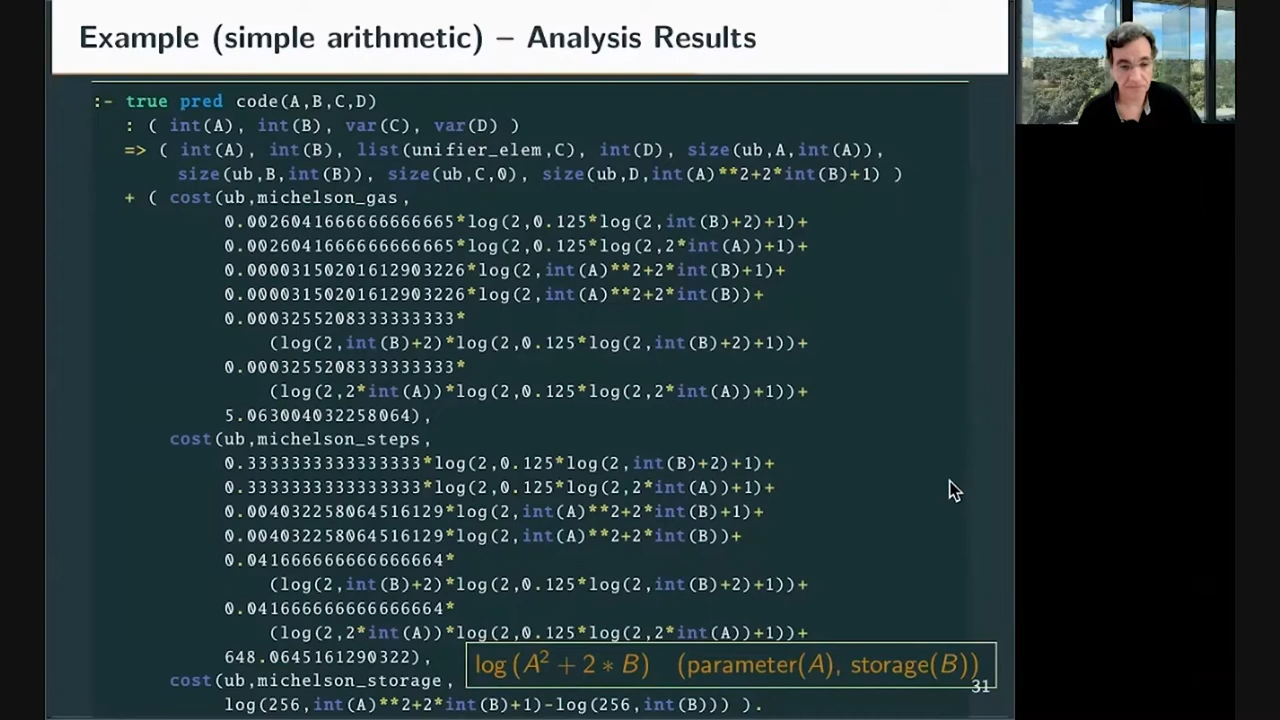 Example (simple arithmetic) – Analysis Results
:- true pred code(A,B,C,D)
: ( int(A), int(B), var(C), var(D) )
=> ( int(A), int(B), list(unifier_elem,C), int(D), size(ub,A,int(A)),
size(ub,B,int(B)), size(ub,C,0), size(ub,D,int(A)**2+2*int(B)+1) )
+ ( cost(ub,michelson_gas,
0.0026041666666666665*log(2,0.125*log(2,int(B)+2)+1)+
0.0026041666666666665*log(2,0.125*log(2,2*int(A))+1)+
0.00003150201612903226*log(2,int(A)**2+2*int(B)+1)+
0.00003150201612903226*log(2,int(A)**2+2*int(B))+
0.0003255208333333333*
(log(2,int(B)+2)*log(2,0.125*log(2,int(B)+2)+1))+
0.0003255208333333333*
(log(2,2*int(A))*log(2,0.125*log(2,2*int(A))+1))+
5.063004032258064),
cost(ub,michelson_steps,
0.3333333333333333*log(2,0.125*log(2,int(B)+2)+1)+
0.3333333333333333*log(2,0.125*log(2,2*int(A))+1)+
0.004032258064516129*log(2,int(A)**2+2*int(B)+1)+
0.004032258064516129*log(2,int(A)**2+2*int(B))+
0.041666666666666664*
(log(2,int(B)+2)*log(2,0.125*log(2,int(B)+2)+1))+
0.041666666666666664*
(log(2,2*int(A))*log(2,0.125*log(2,2*int(A))+1))+
648.0645161290322),
log (A² + 2 ∗ B) (parameter(A), storage(B))
cost(ub,michelson_storage,
31
log(256,int(A)**2+2*int(B)+1)-log(256,int(B))) ).